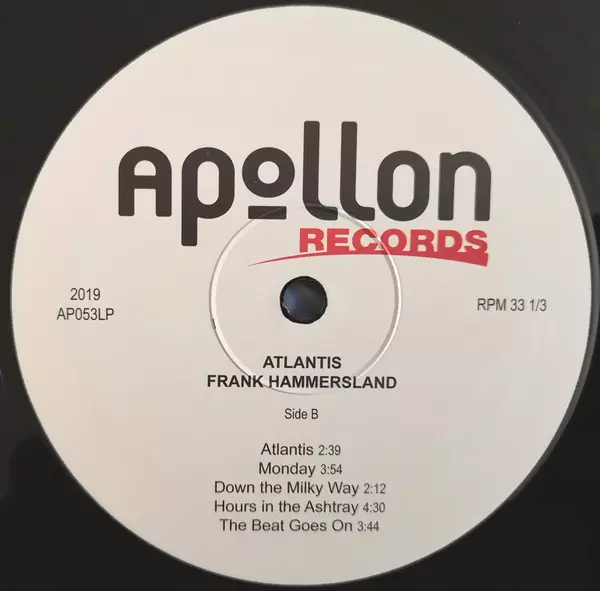 apollon
RECORDS
2019
AP053LP
RPM 33 1/3
ATLANTIS
FRANK HAMMERSLAND
Side B
Atlantis 2:39
Monday 3:54
Down the Milky Way 2:12
Hours in the Ashtray 4:30
The Beat Goes On 3:44